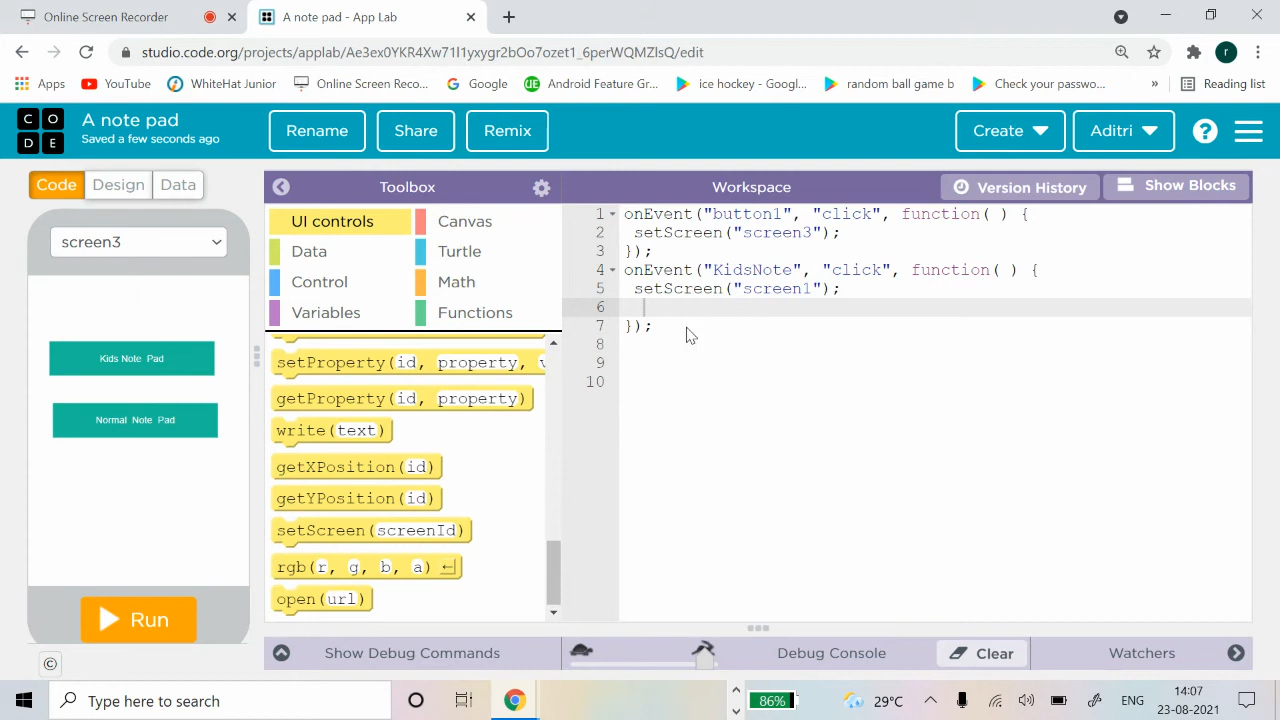 Online Screen Recorder
A note pad - App Lab
studio.code.org/projects/applab/Ae3ex0YKR4Xw71l1yxygr2bOo7ozet1_6perWQMZlsQ/edit
r
Apps
YouTube
WhiteHat Junior
Online Screen Reco...
Google
UE
Android Feature Gr...
ice hockey - Googl...
random ball game b
Check your passwo...
»
Reading list
C O
D E
A note pad
Saved a few seconds ago
Rename
Share
Remix
Create
Aditri
?
Code
Design
Data
Toolbox
Workspace
Version History
Show Blocks
screen3
Kids Note Pad
Normal Note Pad
Run
©
UI controls
Canvas
Data
Turtle
Control
Math
Variables
Functions
setProperty(id, property, v
getProperty(id, property)
write(text)
getXPosition(id)
getYPosition(id)
setScreen(screenId)
rgb(r, g, b, a)
open(url)
1 onEvent("button1", "click", function( ) {
2 setScreen("screen3");
3 });
4 onEvent("KidsNote", "click", function( ) {
5 setScreen("screen1");
6
7 });
8
9
10
Show Debug Commands
Debug Console
Clear
Watchers
Type here to search
86%
29°C
ENG
14:07
23-08-2021